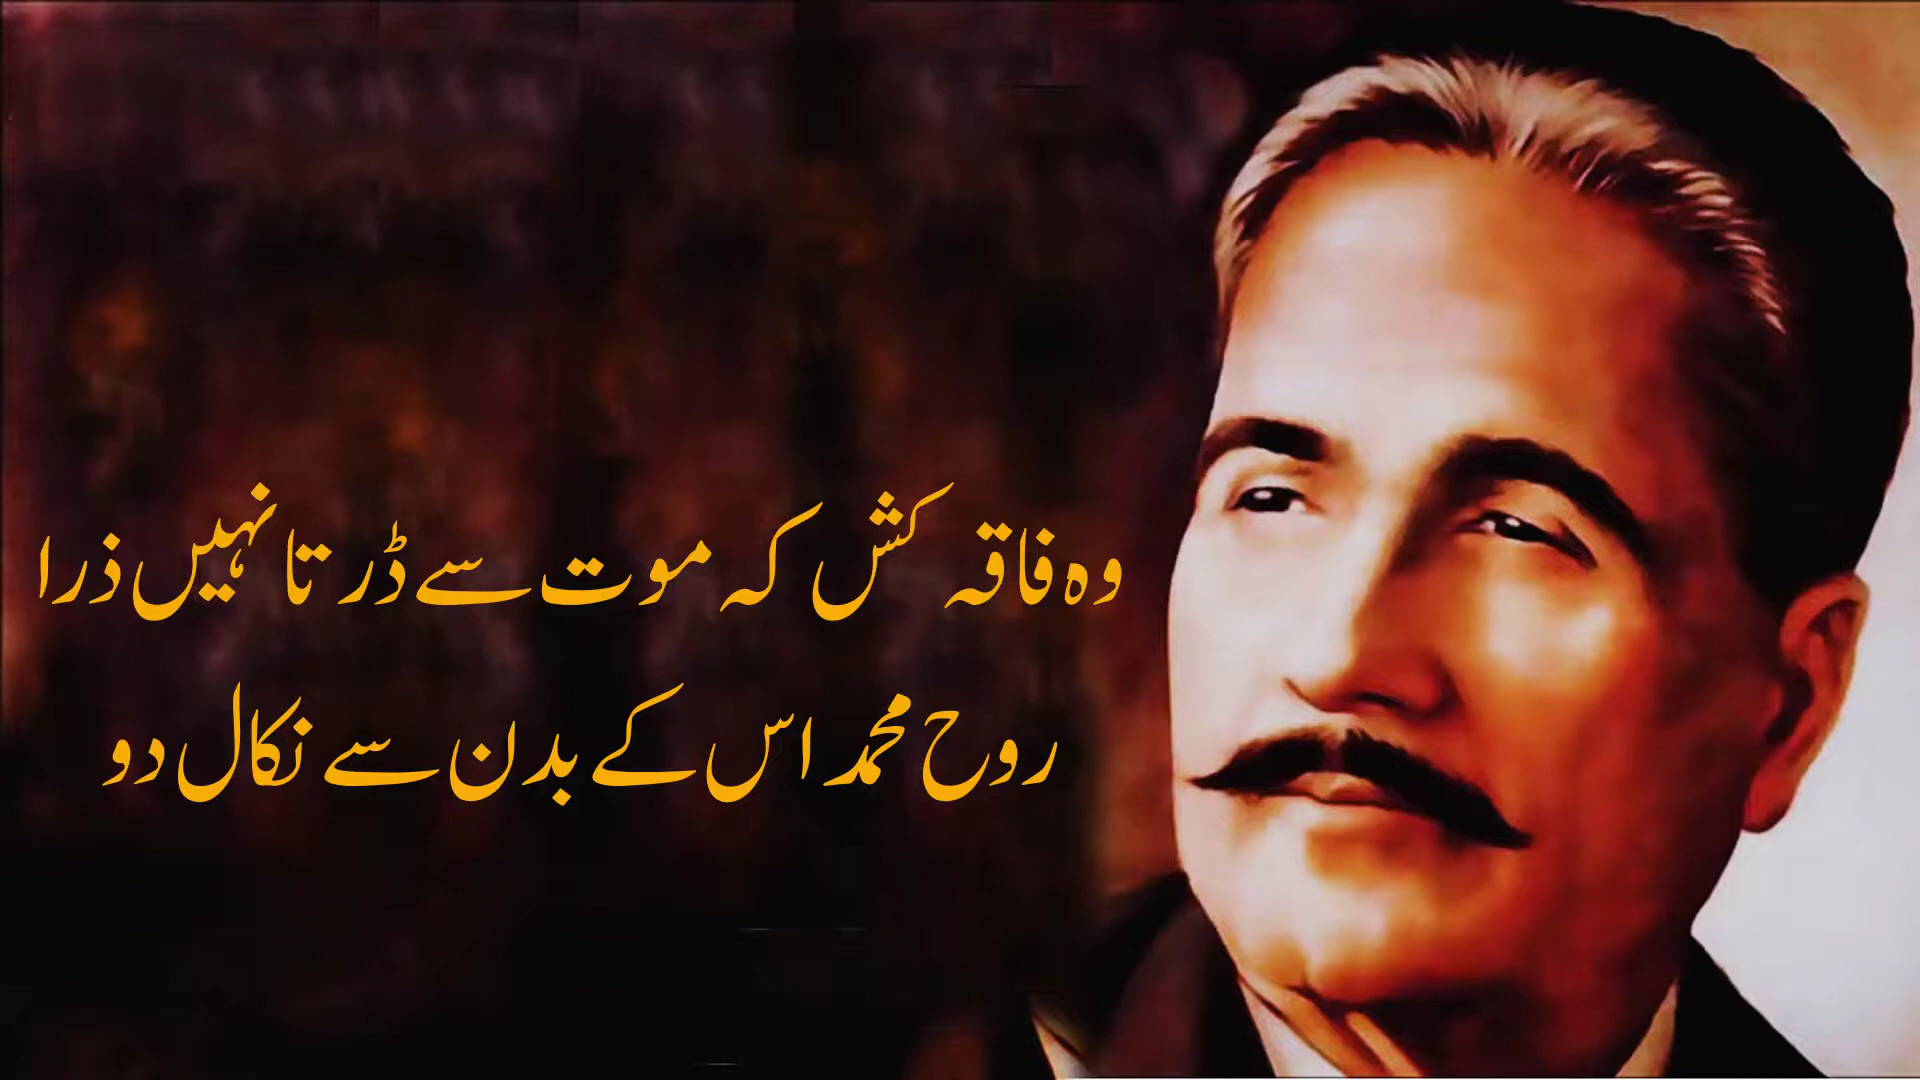 وہ فاقہ کش کہ موت سے ڈرتا نہیں ذرا
روح محمد اس کے بدن سے نکال دو